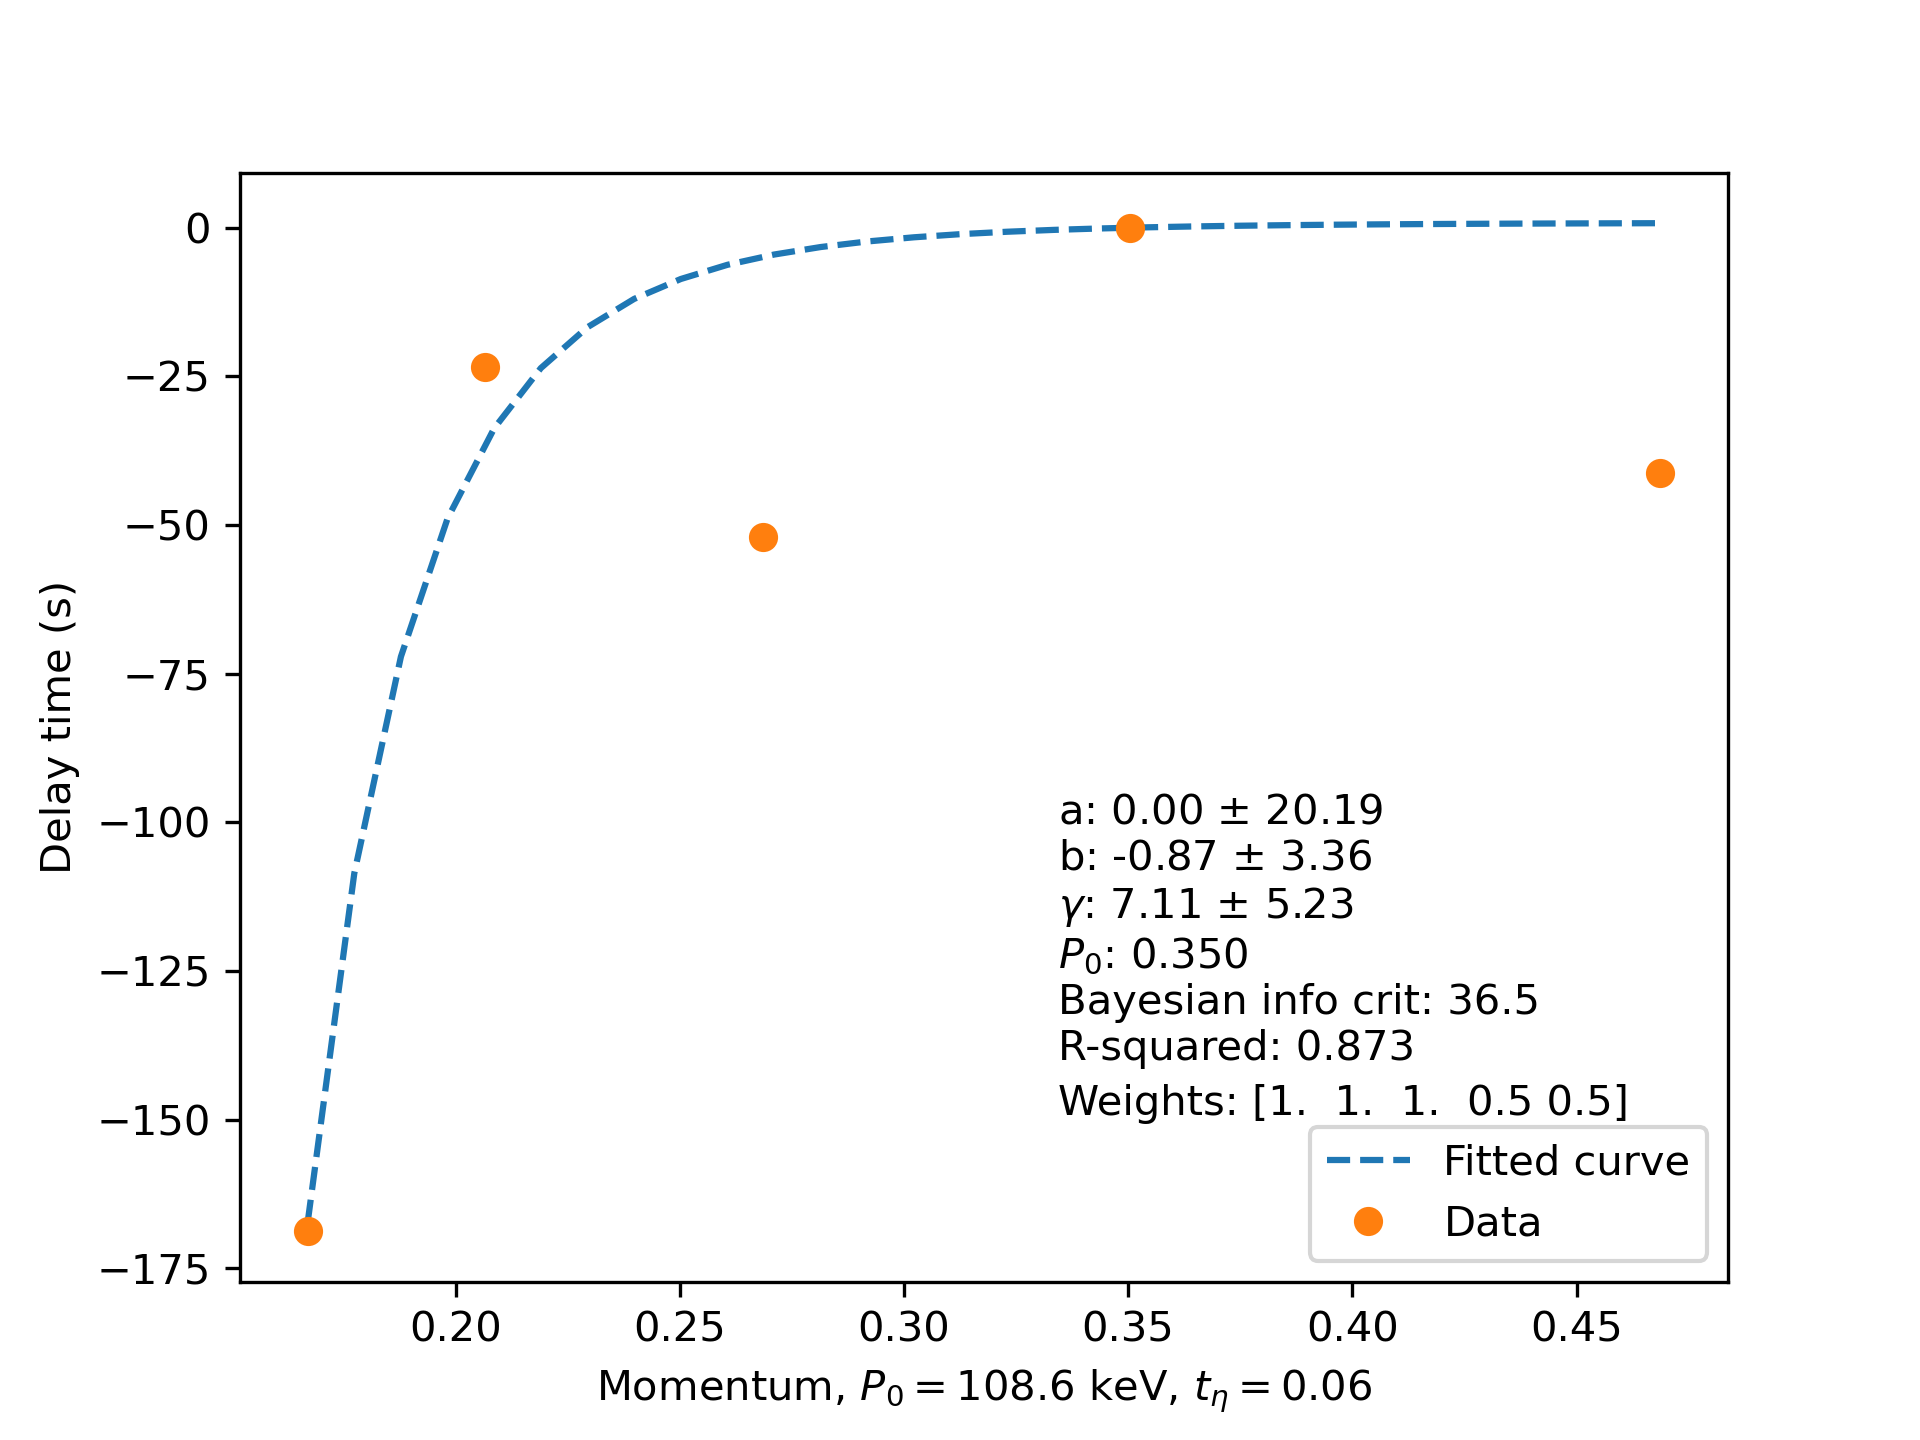 0
−25
−50
−75
−100
−125
−150
−175
Delay time (s)
a: 0.00 ± 20.19
b: -0.87 ± 3.36
γ: 7.11 ± 5.23
P₀: 0.350
Bayesian info crit: 36.5
R-squared: 0.873
Weights: [1.  1.  1.  0.5 0.5]
Fitted curve
Data
0.20 0.25 0.30 0.35 0.40 0.45
Momentum, P₀ = 108.6 keV, t_η = 0.06